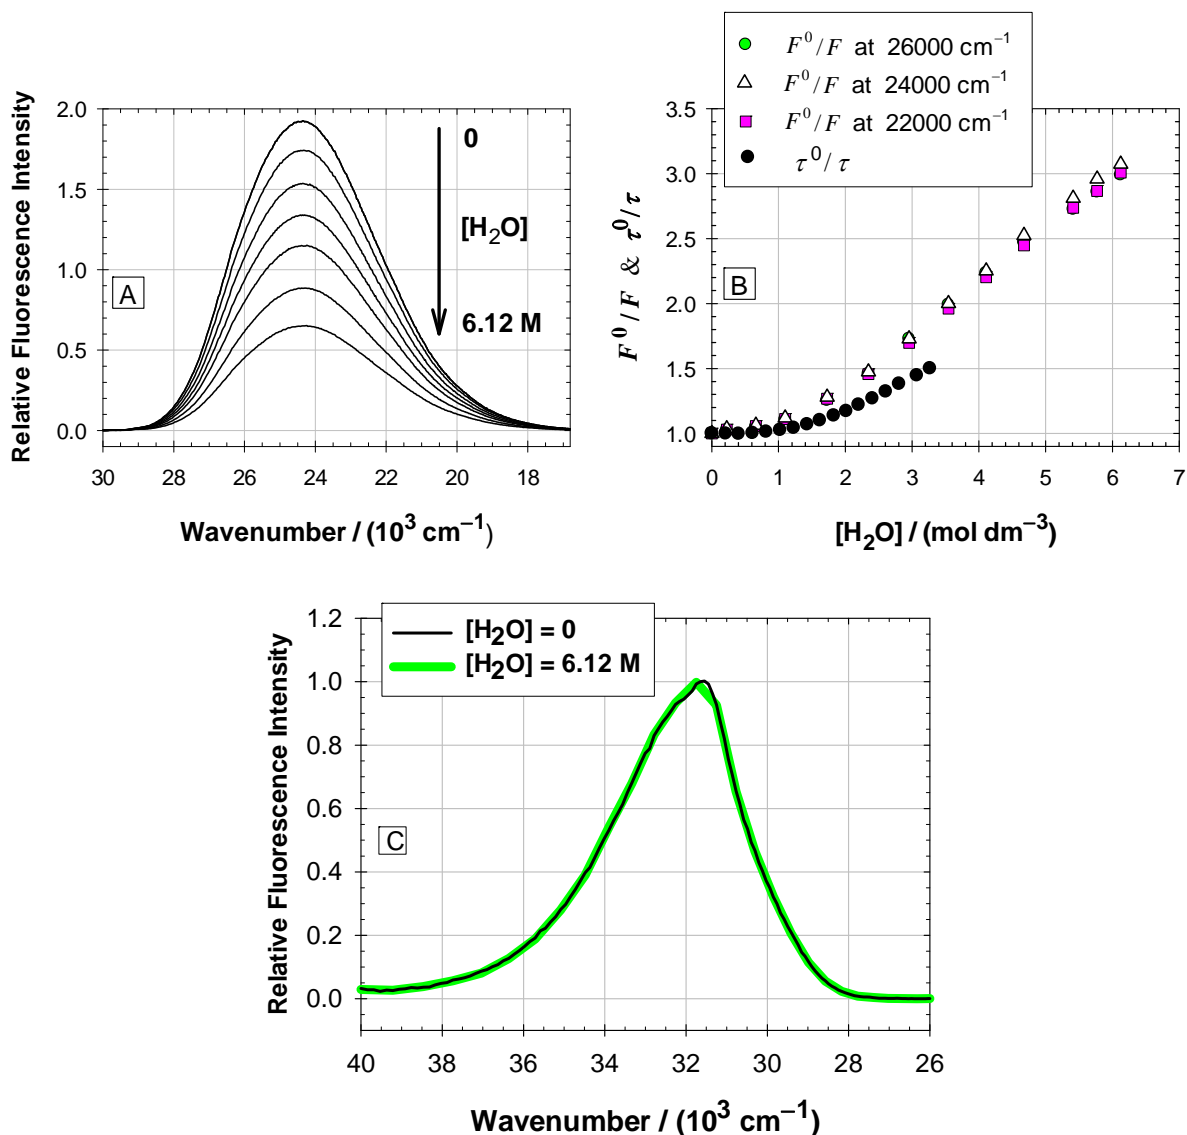 F⁰/F at 26000 cm⁻¹
F⁰/F at 24000 cm⁻¹
F⁰/F at 22000 cm⁻¹
τ⁰/τ
Relative Fluorescence Intensity
2.0
1.5
1.0
0.5
0.0
A
0
[H₂O]
6.12 M
30 28 26 24 22 20 18
Wavenumber / (10³ cm⁻¹)
F⁰/F & τ⁰/τ
3.5
3.0
2.5
2.0
1.5
1.0
B
0 1 2 3 4 5 6 7
[H₂O] / (mol dm⁻³)
[H₂O] = 0
[H₂O] = 6.12 M
Relative Fluorescence Intensity
1.2
1.0
0.8
0.6
0.4
0.2
0.0
C
40 38 36 34 32 30 28 26
Wavenumber / (10³ cm⁻¹)